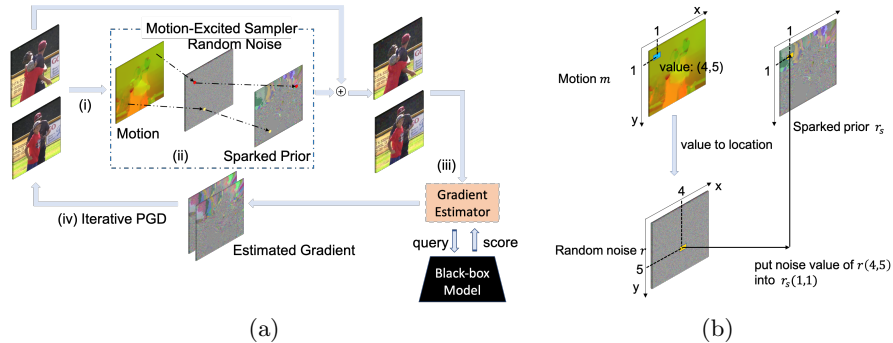 Motion-Excited Sampler
Random Noise
(i)
Motion
(ii)
Sparked Prior
(iii)
Gradient
Estimator
(iv) Iterative PGD
Estimated Gradient
query
score
Black-box
Model
(a)
x
1
1
value: (4,5)
Motion m
y
1
1
Sparked prior r_s
value to location
x
4
Random noise r
5
y
put noise value of r(4,5)
into r_s(1,1)
(b)